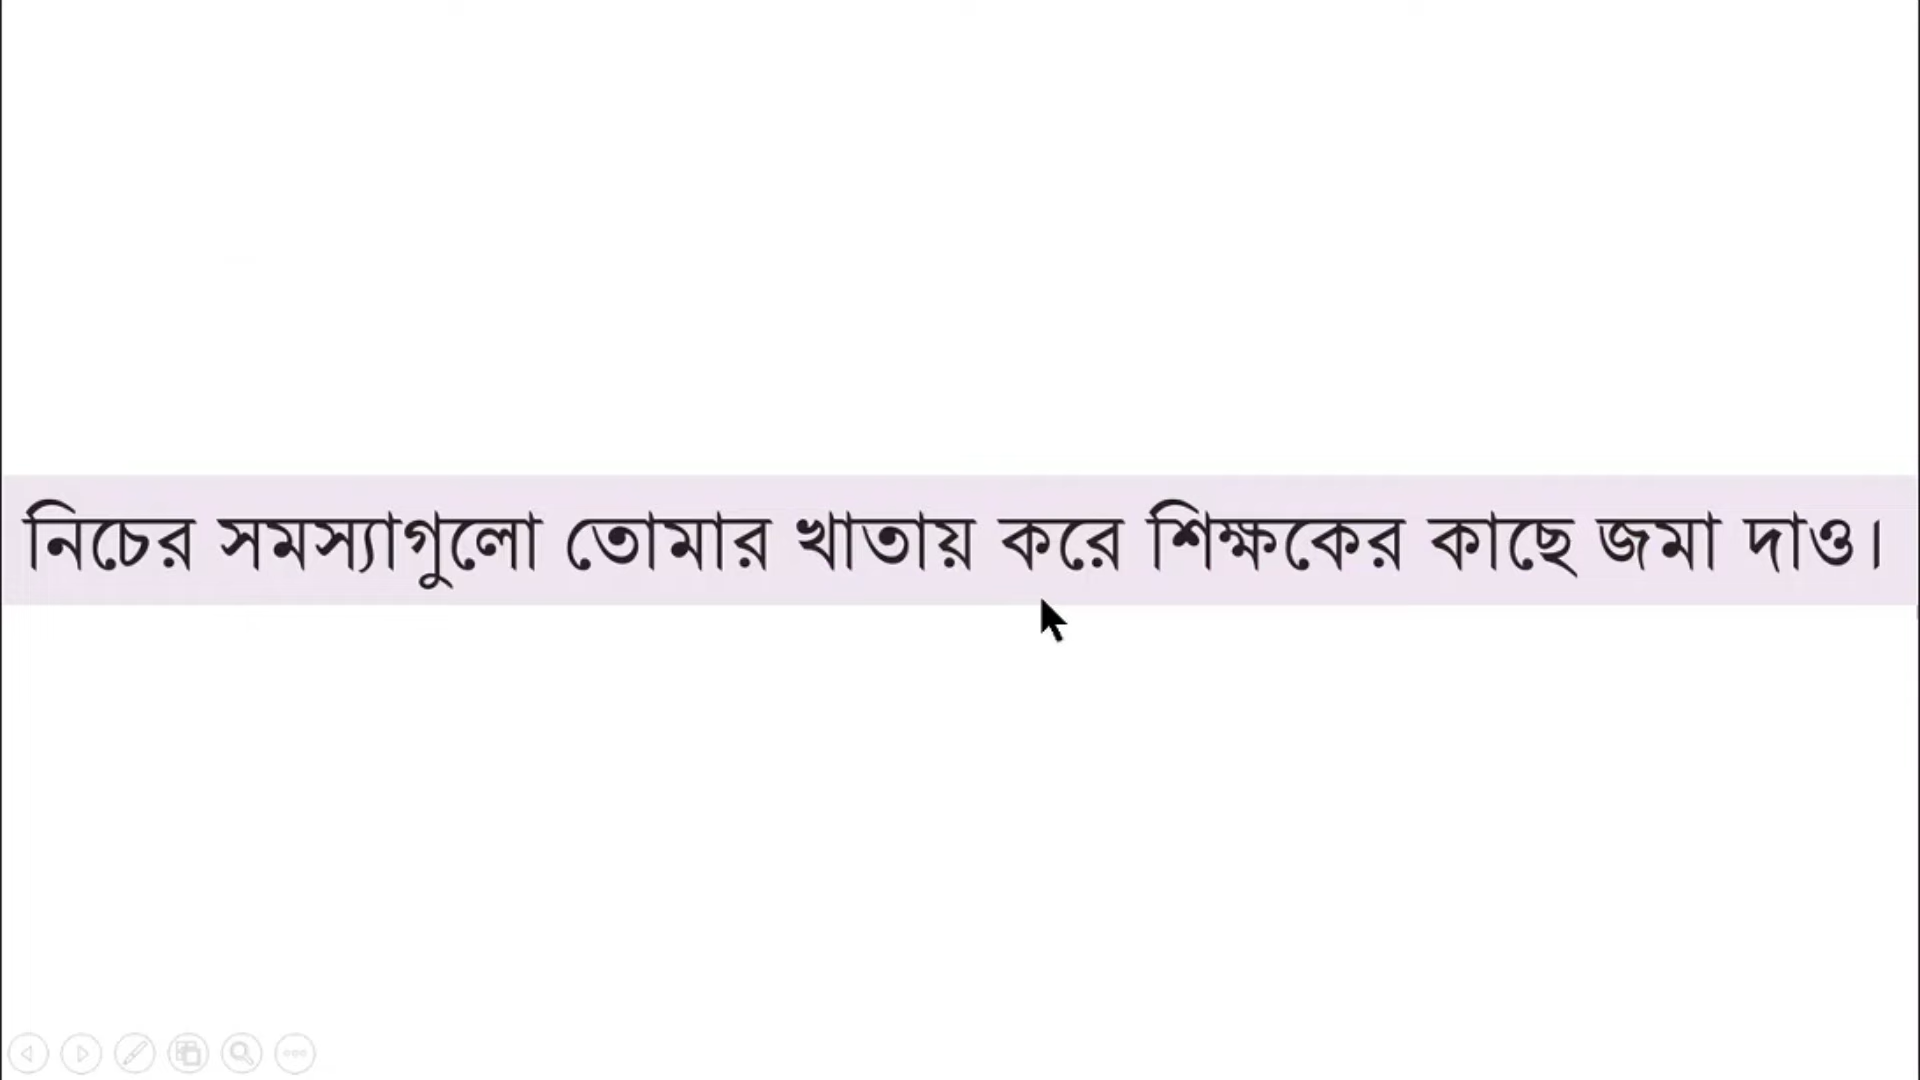 নিচের সমস্যাগুলো তোমার খাতায় করে শিক্ষকের কাছে জমা দাও।